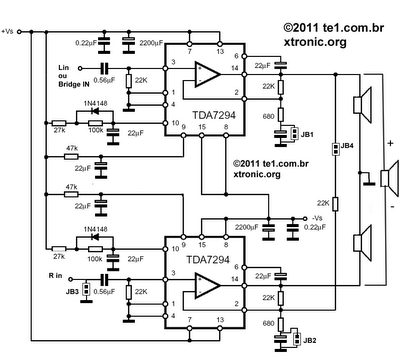 ©2011 te1.com.br
xtronic.org
+Vs
0.22µF
2200µF
7
13
6
22µF
Lin
ou
Bridge IN
0.56µF
3
14
22K
22K
1
4
2
1N4148
680
TDA7294
JB1
10
27k
100k
22µF
9
15
8
22µF
JB4
+
-
47k
22µF
©2011 te1.com.br
xtronic.org
47k
22µF
2200µF
-Vs
0.22µF
22K
1N4148
9
15
8
10
TDA7294
27k
100k
22µF
6
22µF
R in
3
14
0.56µF
JB3
22K
22K
1
4
2
680
7
13
22µF
JB2